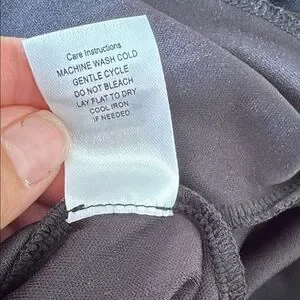 Care Instructions
MACHINE WASH COLD
GENTLE CYCLE
DO NOT BLEACH
LAY FLAT TO DRY
COOL IRON
IF NEEDED